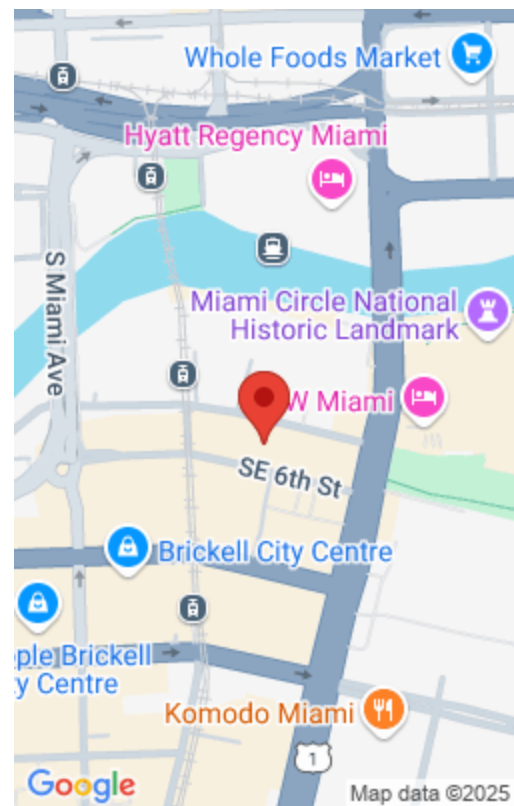 Whole Foods Market
Hyatt Regency Miami
S Miami Ave
Miami Circle National
Historic Landmark
W Miami
SE 6th St
Brickell City Centre
ple Brickell
y Centre
Komodo Miami
1
Google
Map data ©2025